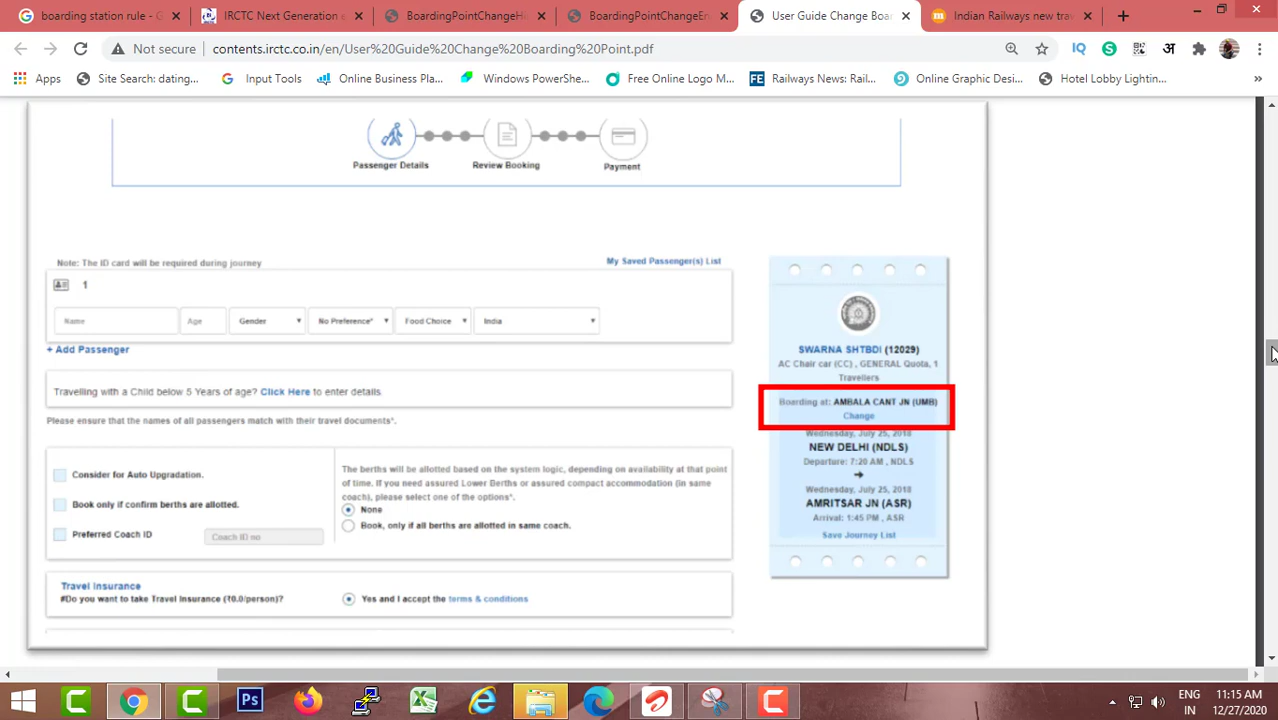 boarding station rule - G
IRCTC Next Generation e
BoardingPointChangeHi
BoardingPointChangeEn
User Guide Change Boar
Indian Railways new trav
Not secure contents.irctc.co.in/en/User%20Guide%20Change%20Boarding%20Point.pdf
Apps Site Search: dating... Input Tools Online Business Pla... Windows PowerShe... Free Online Logo M... Railways News: Rail... Online Graphic Desi... Hotel Lobby Lightin... »
Passenger Details Review Booking Payment
Note: The ID card will be required during journey
My Saved Passenger(s) List
1
Name Age Gender No Preference* Food Choice India
+ Add Passenger
Travelling with a Child below 5 Years of age? Click Here to enter details
Please ensure that the names of all passengers match with their travel documents*.
Consider for Auto Upgradation.
Book only if confirm berths are allotted.
Preferred Coach ID Coach ID no
The berths will be allotted based on the system logic, depending on availability at that point
of time. If you need assured Lower Berths or assured compact accommodation (in same
coach), please select one of the options*.
None
Book, only if all berths are allotted in same coach.
Travel Insurance
#Do you want to take Travel Insurance (₹0.0/person)? Yes and I accept the terms & conditions
SWARNA SHTBDI (12029)
AC Chair car (CC) , GENERAL Quota, 1
Travellers
Boarding at: AMBALA CANT JN (UMB)
Change
Wednesday, July 25, 2018
NEW DELHI (NDLS)
Departure: 7:20 AM , NDLS
➔
Wednesday, July 25, 2018
AMRITSAR JN (ASR)
Arrival: 1:45 PM , ASR
Save Journey List
Ps
ENG 11:15 AM
IN 12/27/2020